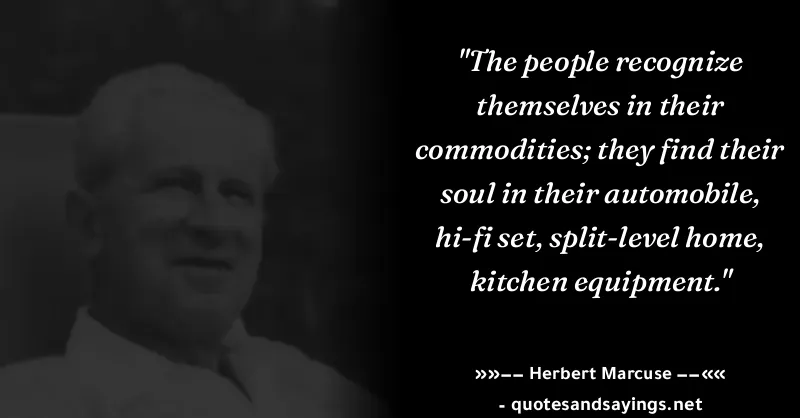 "The people recognize
themselves in their
commodities; they find their
soul in their automobile,
hi-fi set, split-level home,
kitchen equipment."
»»—— Herbert Marcuse ——««
- quotesandsayings.net